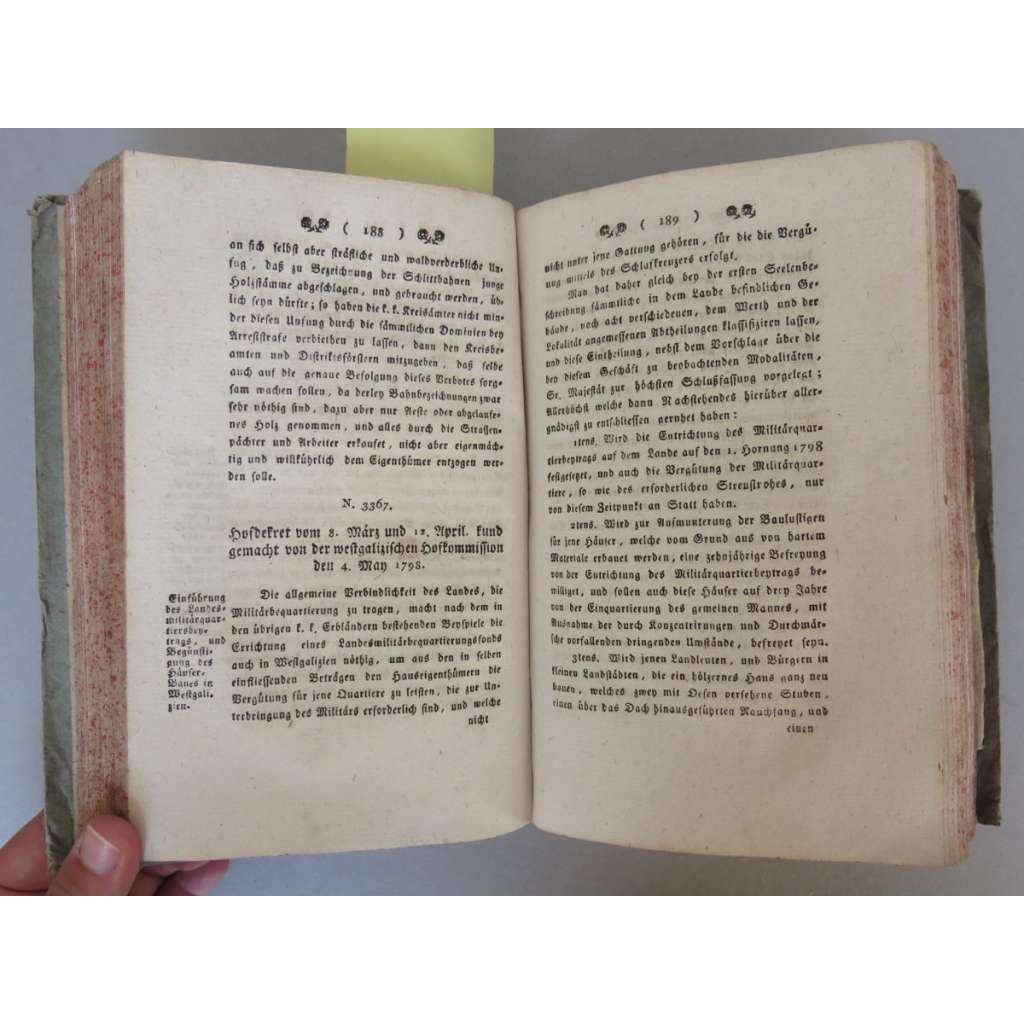 ( 188 )
an sich selbst aber sträfliche und waldverderbliche Un-
fug, daß zu Bezeichnung der Schlittbahnen junge
Holzstämme abgeschlagen, und gebraucht werden, üb-
lich seyn dürfte; so haben die k. k. Kreisämter nicht min-
der diesen Unfung durch die sämmtlichen Dominien bey
Arreststrafe verbiethen zu lassen, dann den Kreisbe-
amten und Distriktsförstern mitzugeben, daß selbe
auch auf die genaue Befolgung dieses Verbotes sorg-
sam wachen sollen, da derley Bahnbezeichnungen zwar
sehr nöthig sind, dazu aber nur Aeste oder abgelaufe-
nes Holz genommen, und alles durch die Straßen-
pächter und Arbeiter erkaufet, nicht aber eigenmäch-
tig und willkührlich dem Eigenthümer entzogen wer-
den solle.
N. 3367.
Hofdekret vom 8. März und 12. April. kund
gemacht von der westgalizischen Hofkommission
den 4. May 1798.
Einführung
des Landes-
militärquar-
tiersbey-
trags, und
Begünsti-
gung des
Häuser-
Baues in
Westgali-
zien.
Die allgemeine Verbindlichkeit des Landes, die
Militärbequartierung zu tragen, macht nach dem in
den übrigen k. k. Erbländern bestehenden Beyspiele die
Errichtung eines Landesmilitärbequartierungsfonds
auch in Westgalizien nöthig, um aus den in selben
einfliessenden Beträgen den Hauseigenthümern die
Vergütung für jene Quartiere zu leisten, die zur Un-
terbringung des Militärs erforderlich sind, und welche
nicht
( 189 )
nicht unter jene Gattung gehören, für die die Vergü-
tung mittels des Schlafkreuzers erfolgt.
Man hat daher gleich bey der ersten Seelenbe-
schreibung sämmtliche in dem Lande befindlichen Ge-
bäude, nach acht verschiedenen, dem Werth und der
Lokalität angemessenen Abtheilungen klassifiziren lassen,
und diese Eintheilung, nebst dem Vorschlage über die
bey diesem Geschäft zu beobachtenden Modalitäten,
Sr. Majestät zur höchsten Schlußfassung vorgelegt;
Allerhöchst welche dann Nachstehendes hierüber aller-
gnädigst zu entschliessen geruhet haben:
1tens. Wird die Entrichtung des Militärquar-
tierbeytrags auf dem Lande auf den 1. Hornung 1798
festgesetzet, und auch die Vergütung der Militärquar-
tiere, so wie des erforderlichen Streustrohes, nur
von diesem Zeitpunkt an Statt haben.
2tens. Wird zur Aufmunterung der Baulustigen
für jene Häuser, welche vom Grund aus von hartem
Materiale erbauet werden, eine zehnjährige Befreyung
von der Entrichtung des Militärquartierbeytrags be-
williget, und sollen auch diese Häuser auf drey Jahre
von der Einquartierung des gemeinen Mannes, mit
Ausnahme der durch Konzentrirungen und Durchmär-
sche vorfallenden dringenden Umstände, befreyet seyn.
3tens. Wird jenen Landleuten, und Bürgern in
kleinen Landstädten, die ein hölzernes Haus ganz neu
bauen, welches zwey mit Oefen versehene Stuben,
einen über das Dach hinausgeführten Rauchfang, und
einen